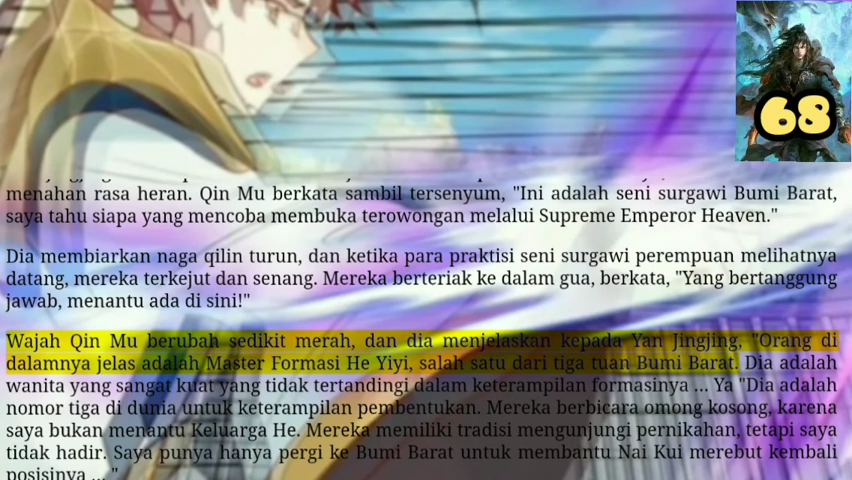 68
menahan rasa heran. Qin Mu berkata sambil tersenyum, "Ini adalah seni surgawi Bumi Barat,
saya tahu siapa yang mencoba membuka terowongan melalui Supreme Emperor Heaven."
Dia membiarkan naga qilin turun, dan ketika para praktisi seni surgawi perempuan melihatnya
datang, mereka terkejut dan senang. Mereka berteriak ke dalam gua, berkata, "Yang bertanggung
jawab, menantu ada di sini!"
Wajah Qin Mu berubah sedikit merah, dan dia menjelaskan kepada Yan Jingjing, "Orang di
dalamnya jelas adalah Master Formasi He Yiyi, salah satu dari tiga tuan Bumi Barat. Dia adalah
wanita yang sangat kuat yang tidak tertandingi dalam keterampilan formasinya ... Ya "Dia adalah
nomor tiga di dunia untuk keterampilan pembentukan. Mereka berbicara omong kosong, karena
saya bukan menantu Keluarga He. Mereka memiliki tradisi mengunjungi pernikahan, tetapi saya
tidak hadir. Saya punya hanya pergi ke Bumi Barat untuk membantu Nai Kui merebut kembali
posisinya ... "